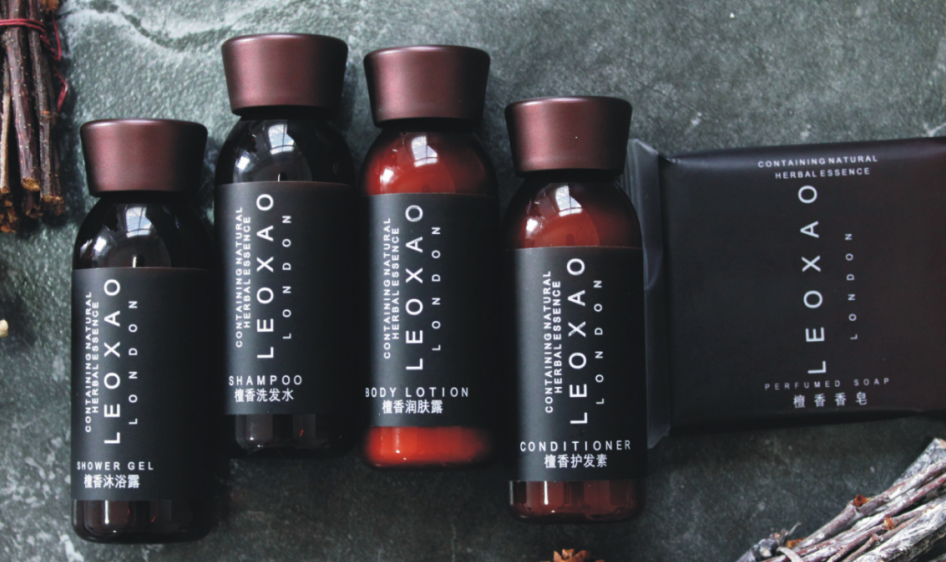 CONTAINING NATURAL
HERBAL ESSENCE
LEOXAO
LONDON
SHOWER GEL
檀香沐浴露
CONTAINING NATURAL
HERBAL ESSENCE
LEOXAO
LONDON
SHAMPOO
檀香洗发水
CONTAINING NATURAL
HERBAL ESSENCE
LEOXAO
LONDON
BODY LOTION
檀香润肤露
CONTAINING NATURAL
HERBAL ESSENCE
LEOXAO
LONDON
CONDITIONER
檀香护发素
CONTAINING NATURAL
HERBAL ESSENCE
LEOXAO
LONDON
PERFUMED SOAP
檀香香皂